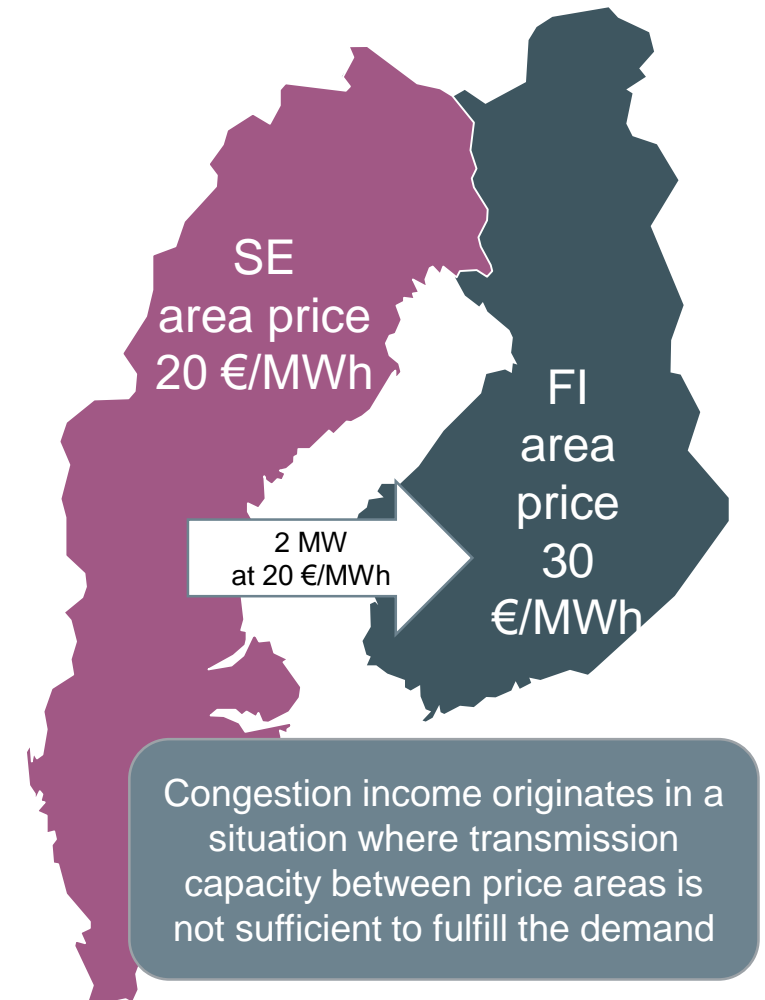 SE
area price
20 €/MWh
FI
area
price
30
€/MWh
2 MW
at 20 €/MWh
Congestion income originates in a
situation where transmission
capacity between price areas is
not sufficient to fulfill the demand